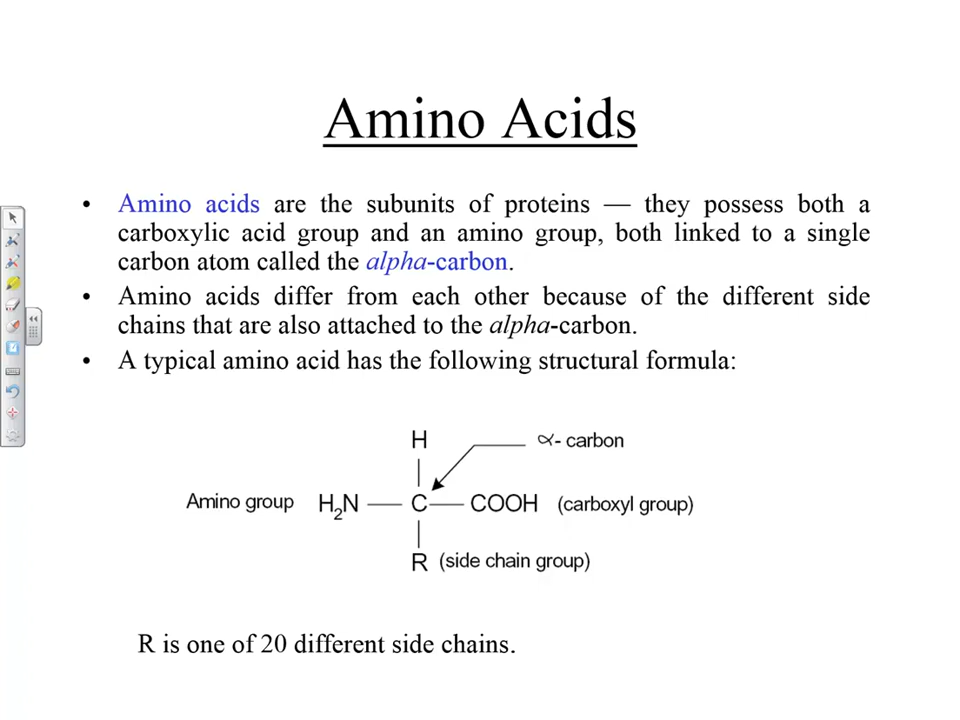 Amino Acids
• Amino acids are the subunits of proteins — they possess both a
carboxylic acid group and an amino group, both linked to a single
carbon atom called the alpha-carbon.
• Amino acids differ from each other because of the different side
chains that are also attached to the alpha-carbon.
• A typical amino acid has the following structural formula:
H
∝- carbon
Amino group H₂N — C — COOH (carboxyl group)
R (side chain group)
R is one of 20 different side chains.